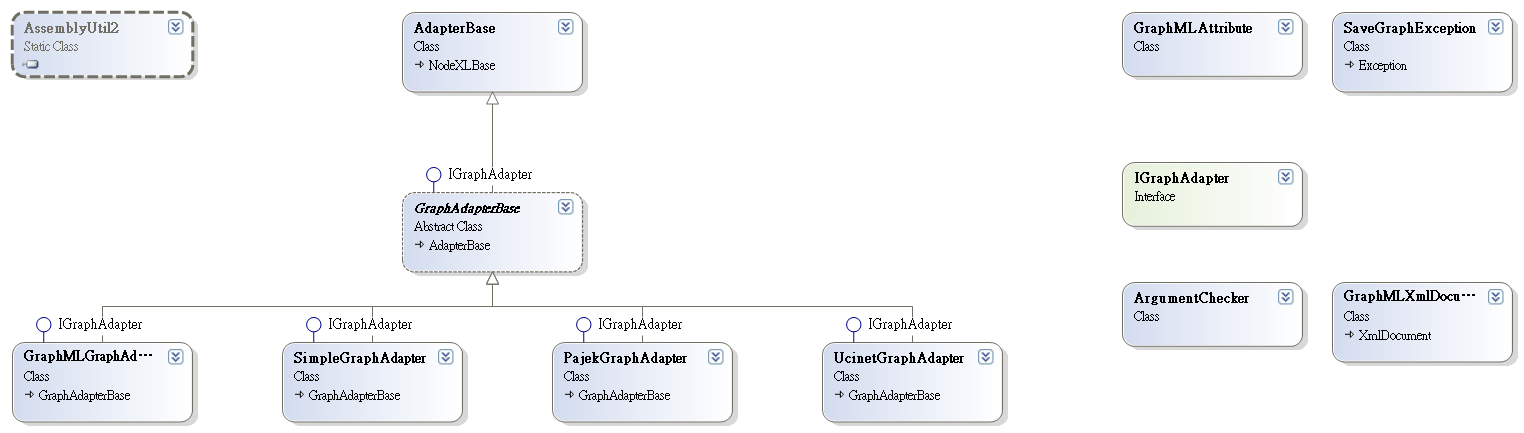 AssemblyUtil2
Static Class
AdapterBase
Class
NodeXLBase
GraphMLAttribute
Class
SaveGraphException
Class
Exception
IGraphAdapter
GraphAdapterBase
Abstract Class
AdapterBase
IGraphAdapter
Interface
ArgumentChecker
Class
GraphMLXmlDocu···
Class
XmlDocument
IGraphAdapter
GraphMLGraphAd···
Class
GraphAdapterBase
IGraphAdapter
SimpleGraphAdapter
Class
GraphAdapterBase
IGraphAdapter
PajekGraphAdapter
Class
GraphAdapterBase
IGraphAdapter
UcinetGraphAdapter
Class
GraphAdapterBase